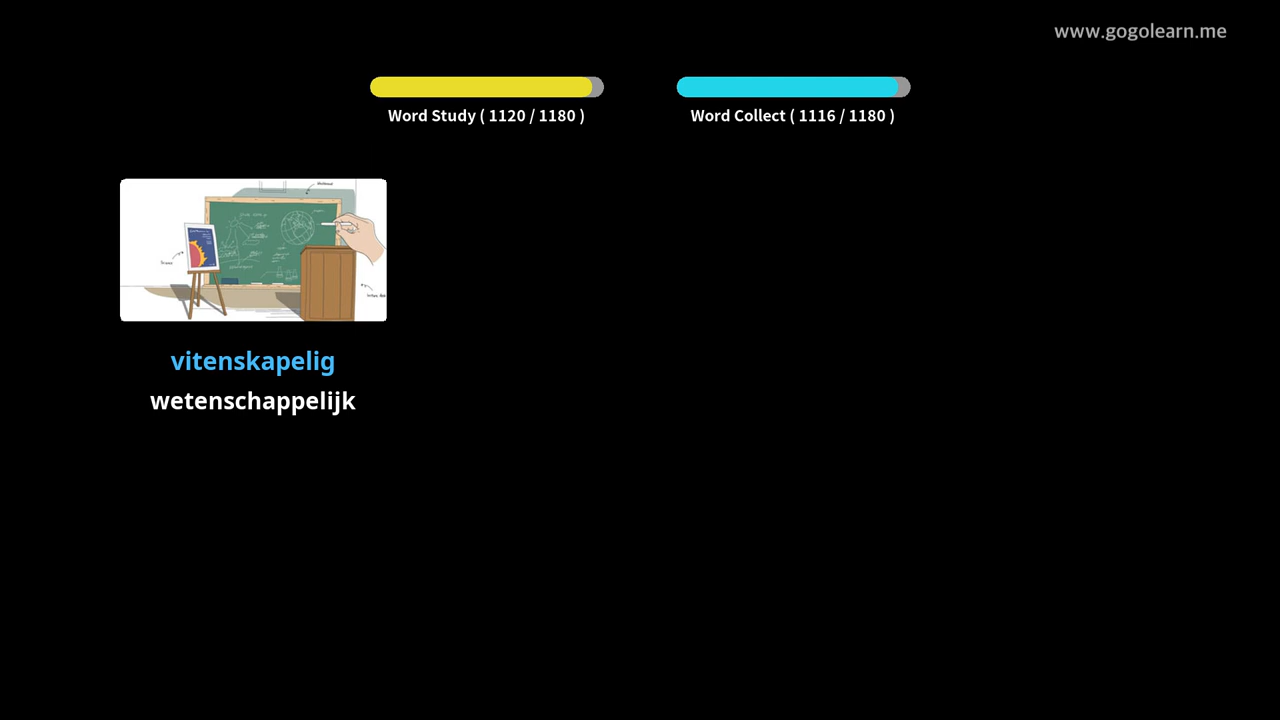 www.gogolearn.me
Word Study ( 1120 / 1180 )
Word Collect ( 1116 / 1180 )
vitenskapelig
wetenschappelijk